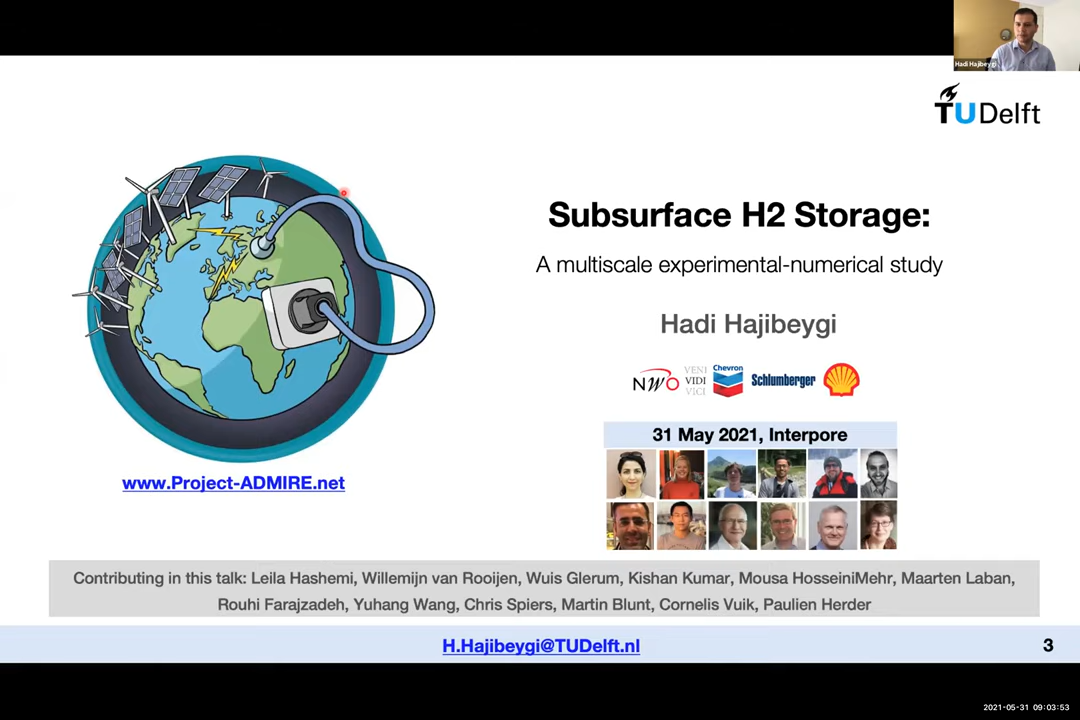 Hadi Hajibeygi
TUDelft
Subsurface H2 Storage:
A multiscale experimental-numerical study
Hadi Hajibeygi
NWO
VENI
VIDI
VICI
Chevron
Schlumberger
31 May 2021, Interpore
www.Project-ADMIRE.net
Contributing in this talk: Leila Hashemi, Willemijn van Rooijen, Wuis Glerum, Kishan Kumar, Mousa HosseiniMehr, Maarten Laban,
Rouhi Farajzadeh, Yuhang Wang, Chris Spiers, Martin Blunt, Cornelis Vuik, Paulien Herder
H.Hajibeygi@TUDelft.nl
3
2021-05-31 09:03:53